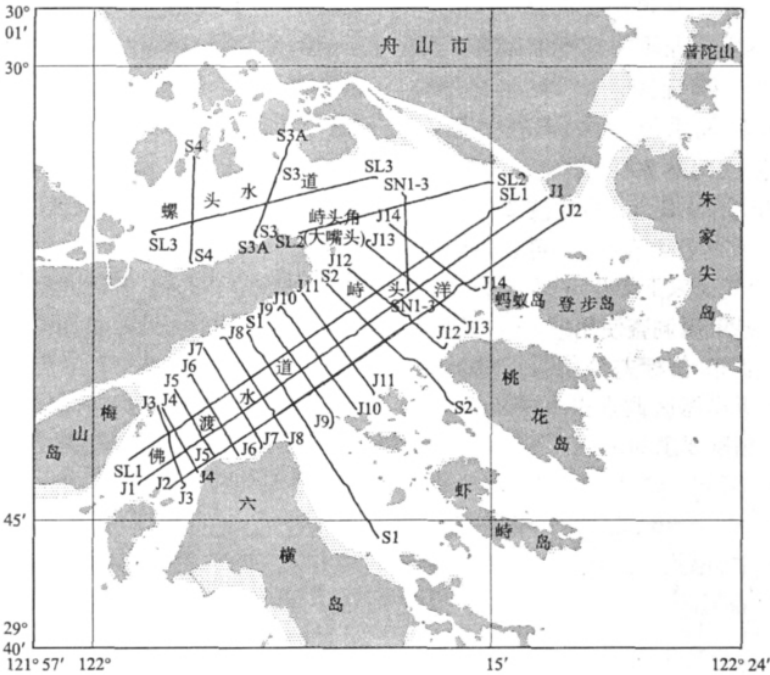 30°
01′
30°
舟山市
普陀山
S3A
S4
SL3
S3
螺头水道
SN1-3
SL2
SL1
J1
J2
朱家尖岛
SL3
S4
S3
S3A
SL2
峙头角
(大嘴头)
J14
J13
J12
S2
峙头洋
J14
SN1-3
蚂蚁岛
登步岛
J13
J12
J11
J10
J9
S1
J8
J7
J6
J5
J4
J3
佛渡水道
桃花岛
S2
J11
J10
J9
梅山岛
SL1
J1
J2
J3
J4
J5
J6
J7
J8
六横岛
虾峙岛
S1
45′
29°
40′
121°57′
122°
15′
122°24′